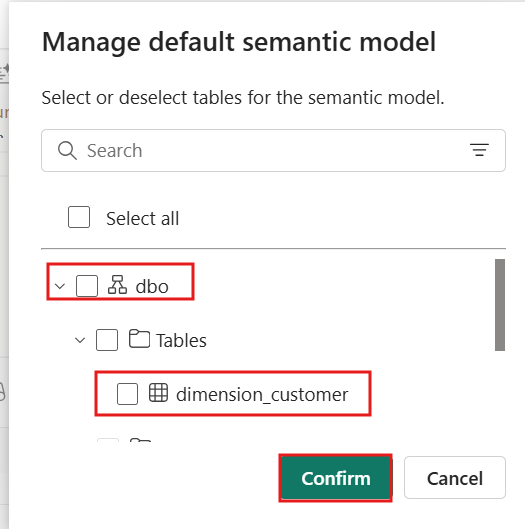 Manage default semantic model
Select or deselect tables for the semantic model.
Search
Select all
dbo
Tables
dimension_customer
Confirm Cancel